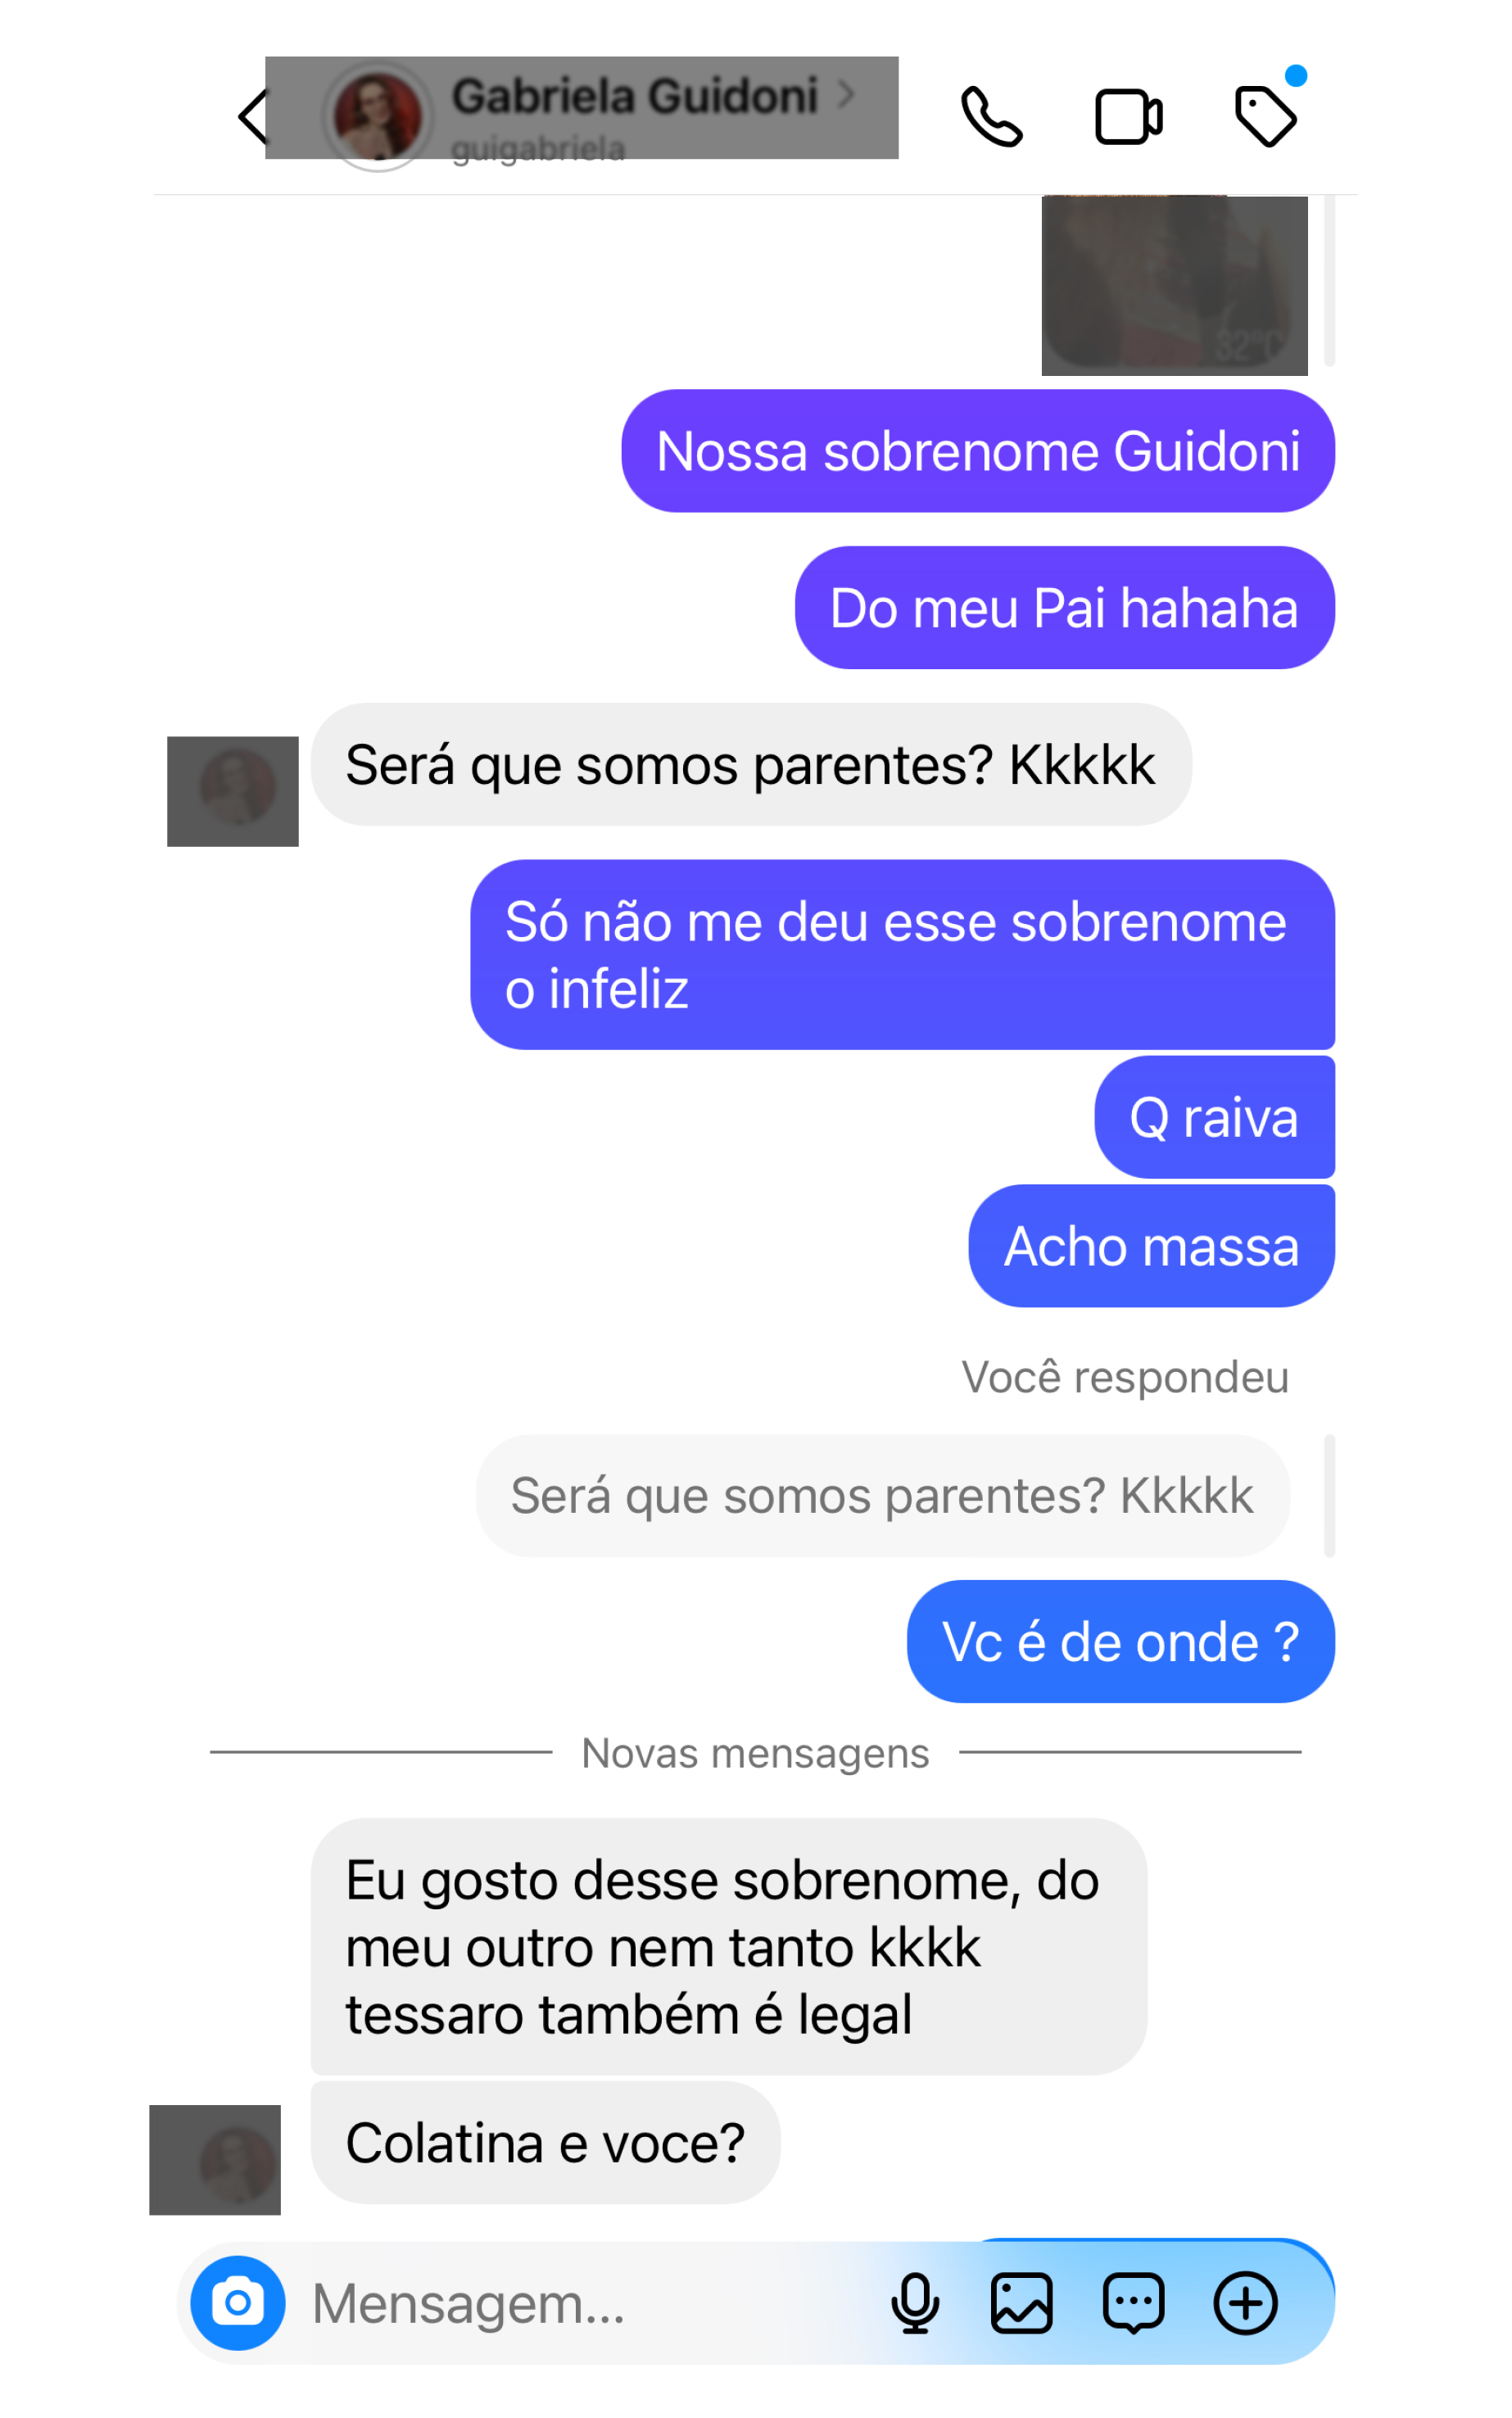 Gabriela Guidoni
guigabriela
32°C
Nossa sobrenome Guidoni
Do meu Pai hahaha
Será que somos parentes? Kkkkk
Só não me deu esse sobrenome
o infeliz
Q raiva
Acho massa
Você respondeu
Será que somos parentes? Kkkkk
Vc é de onde ?
Novas mensagens
Eu gosto desse sobrenome, do
meu outro nem tanto kkkk
tessaro também é legal
Colatina e voce?
Mensagem...